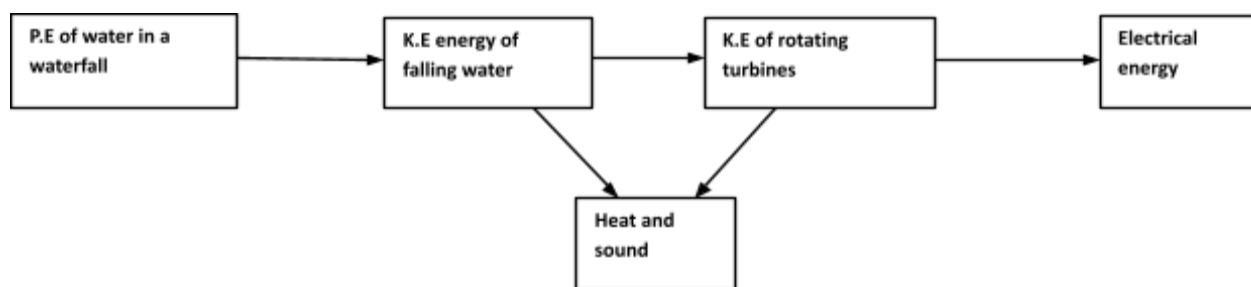 P.E of water in a
waterfall
K.E energy of
falling water
K.E of rotating
turbines
Electrical
energy
Heat and
sound